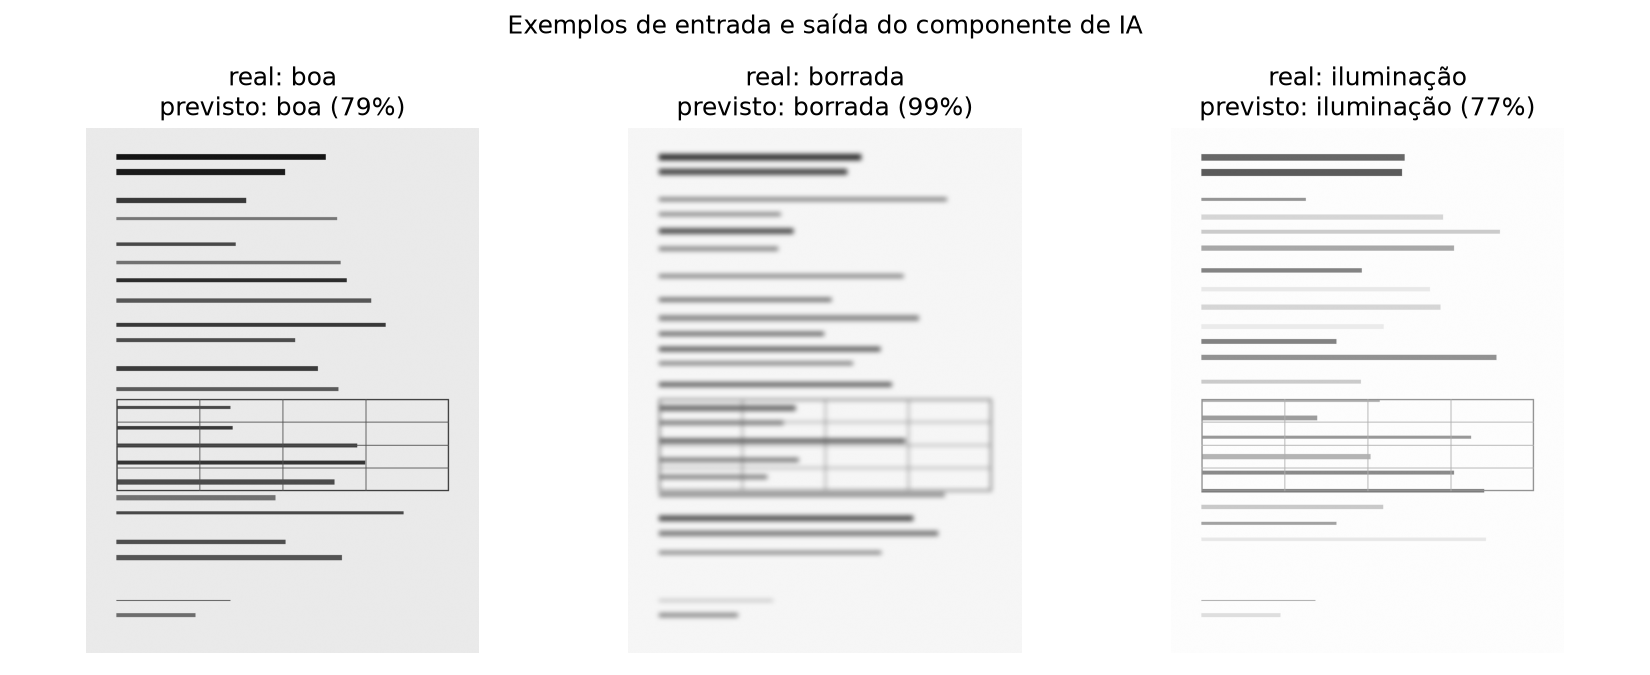 Exemplos de entrada e saída do componente de IA
real: boa
previsto: boa (79%)
real: borrada
previsto: borrada (99%)
real: iluminação
previsto: iluminação (77%)